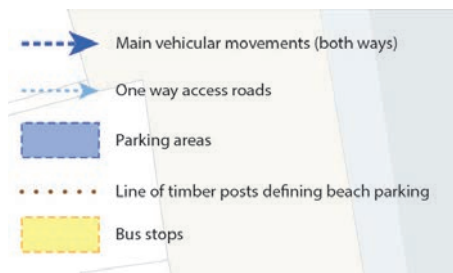 Main vehicular movements (both ways)
One way access roads
Parking areas
Line of timber posts defining beach parking
Bus stops